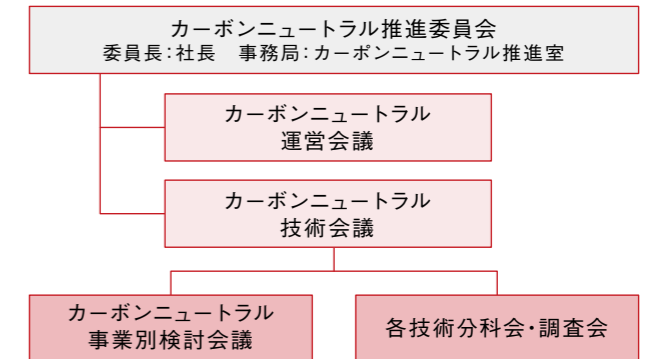 カーボンニュートラル推進委員会
委員長:社長　事務局:カーボンニュートラル推進室
カーボンニュートラル
運営会議
カーボンニュートラル
技術会議
カーボンニュートラル
事業別検討会議
各技術分科会・調査会